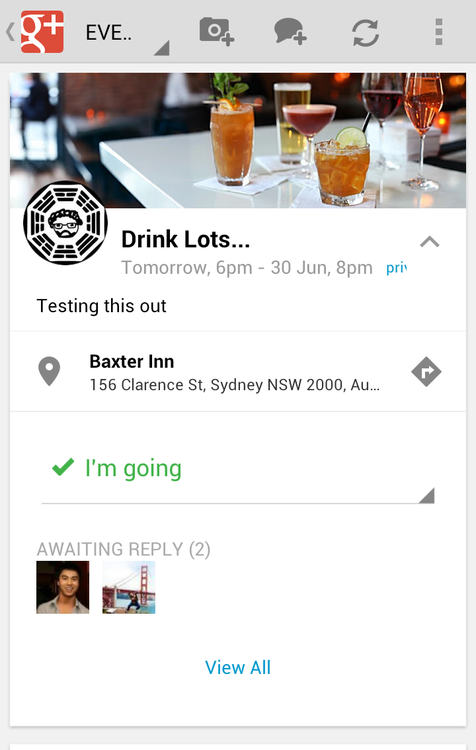 g+ EVE..
Drink Lots...
Tomorrow, 6pm - 30 Jun, 8pm priv
Testing this out
Baxter Inn
156 Clarence St, Sydney NSW 2000, Au...
I'm going
AWAITING REPLY (2)
View All